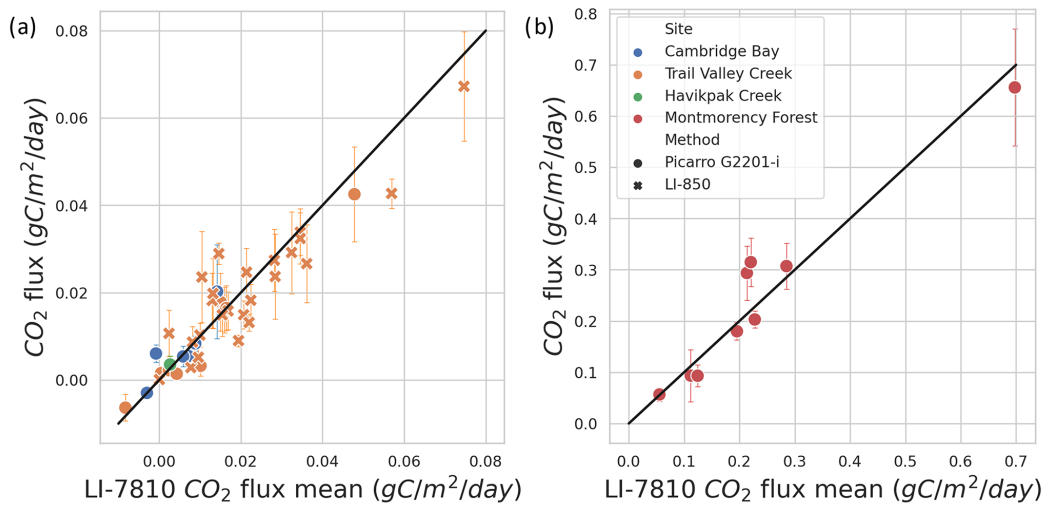 (a)
0.08
0.06
0.04
0.02
0.00
CO2 flux (gC/m2/day)
0.00 0.02 0.04 0.06 0.08
LI-7810 CO2 flux mean (gC/m2/day)
(b)
0.8
0.7
0.6
0.5
0.4
0.3
0.2
0.1
0.0
CO2 flux (gC/m2/day)
Site
Cambridge Bay
Trail Valley Creek
Havikpak Creek
Montmorency Forest
Method
Picarro G2201-i
LI-850
0.0 0.1 0.2 0.3 0.4 0.5 0.6 0.7
LI-7810 CO2 flux mean (gC/m2/day)